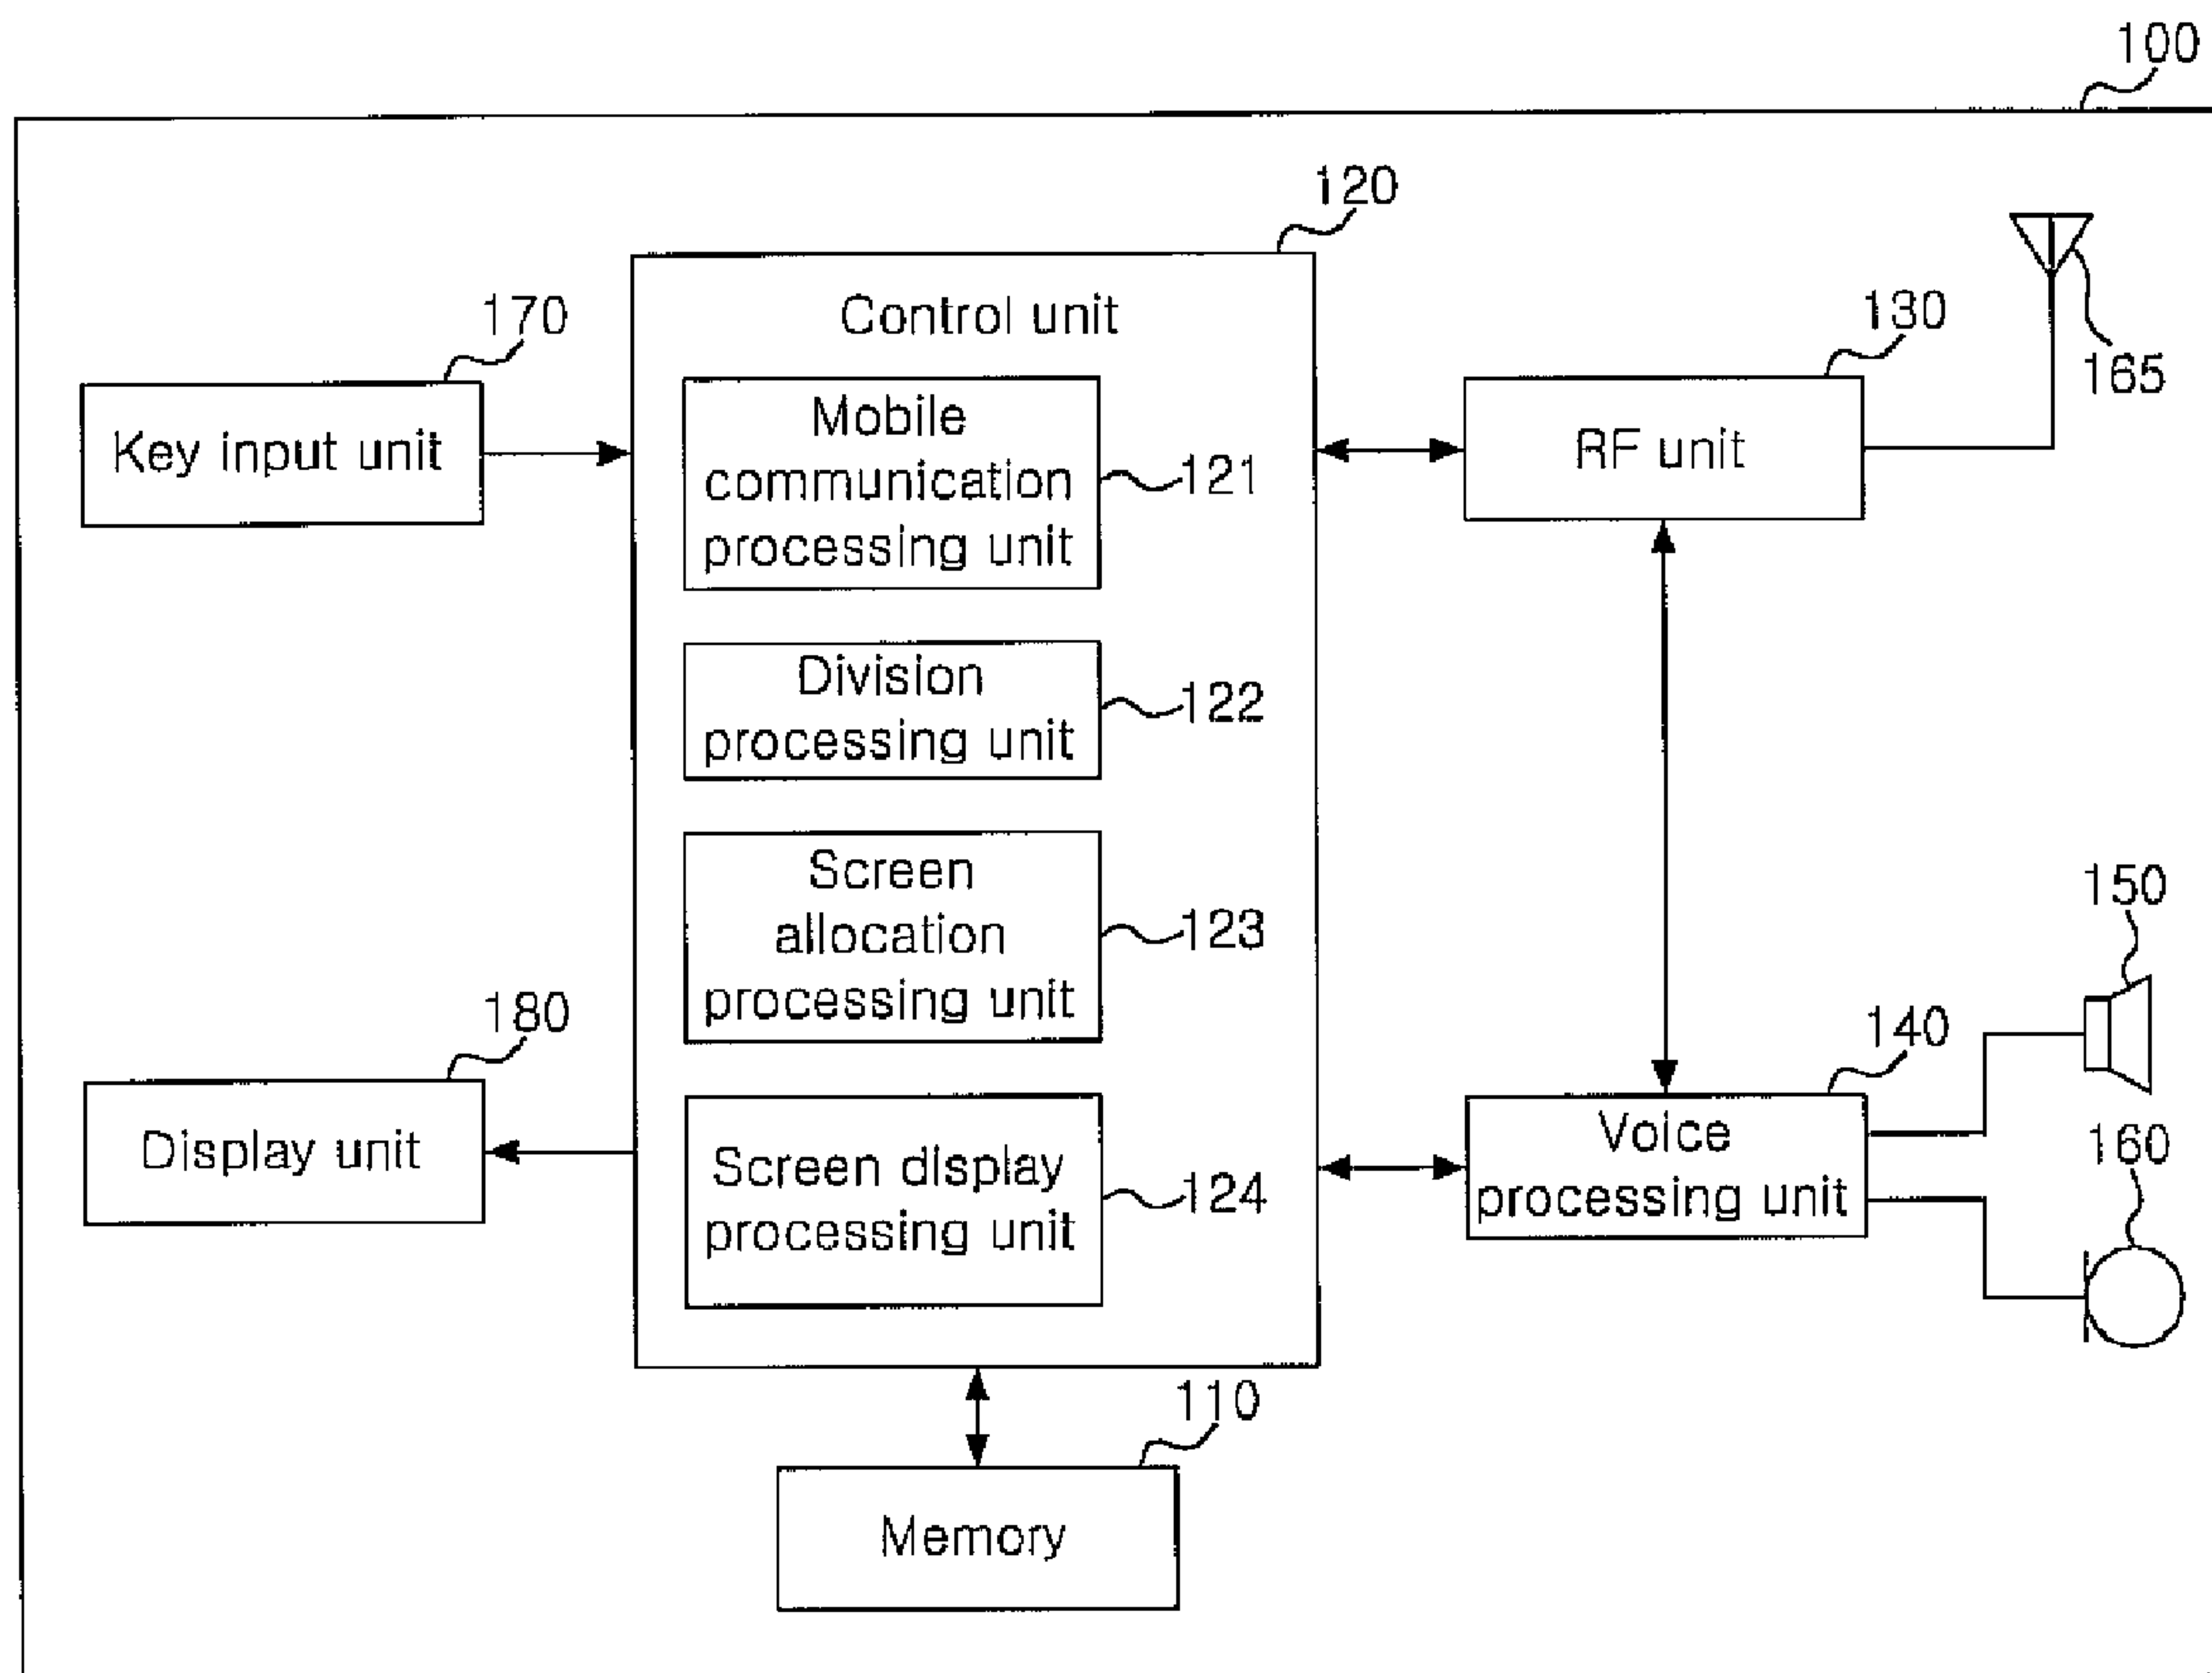 100
120
Control unit
170
Key input unit
Mobile
communication
processing unit
121
130
RF unit
165
Division
processing unit
122
Screen
allocation
processing unit
123
150
180
Display unit
Screen display
processing unit
124
140
Voice
processing unit
160
110
Memory